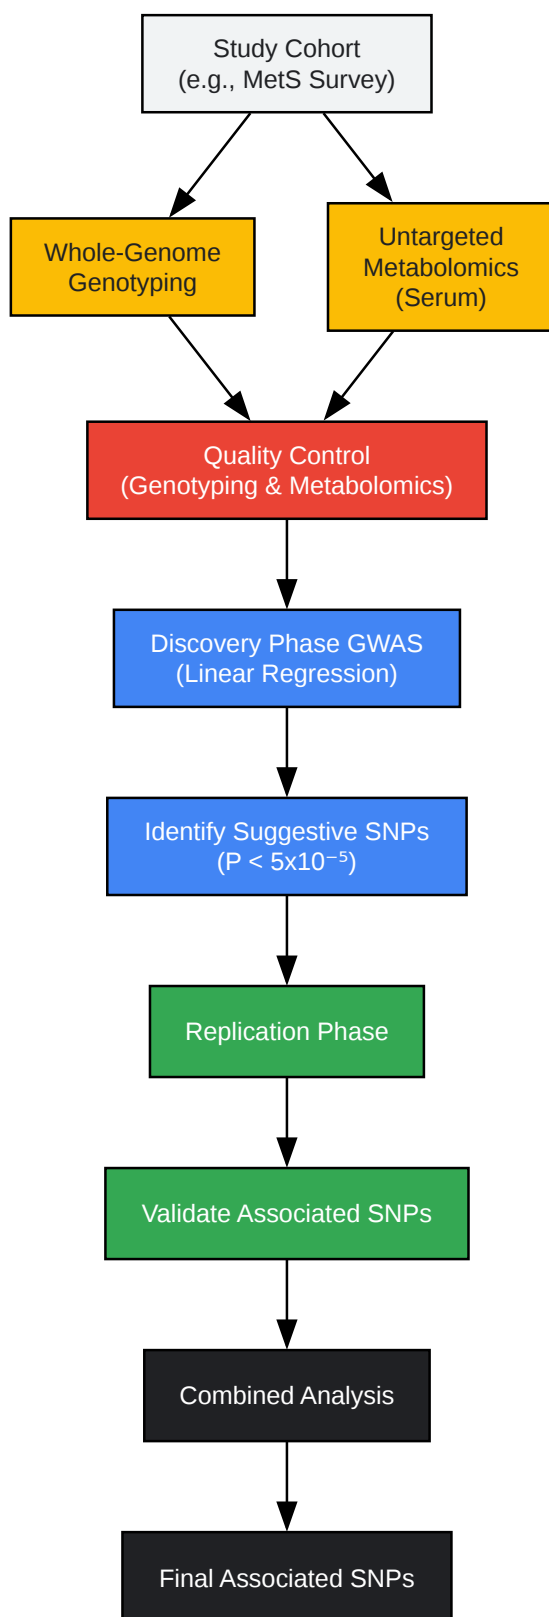 Study Cohort
(e.g., MetS Survey)
Whole-Genome
Genotyping
Untargeted
Metabolomics
(Serum)
Quality Control
(Genotyping & Metabolomics)
Discovery Phase GWAS
(Linear Regression)
Identify Suggestive SNPs
(P < 5x10⁻⁵)
Replication Phase
Validate Associated SNPs
Combined Analysis
Final Associated SNPs